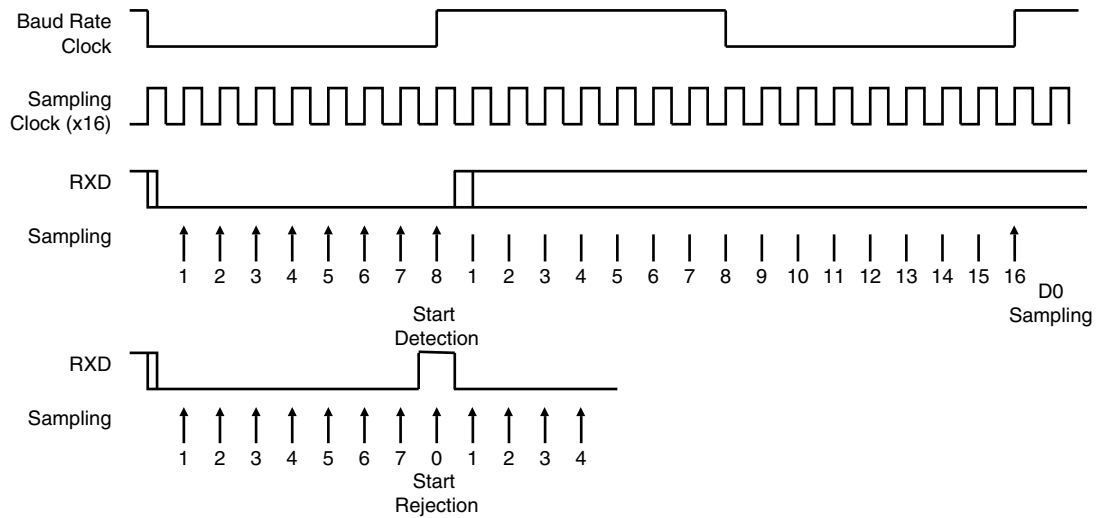 Baud Rate
Clock
Sampling
Clock (x16)
RXD
Sampling
1 2 3 4 5 6 7 8 1 2 3 4 5 6 7 8 9 10 11 12 13 14 15 16
D0
Sampling
Start
Detection
RXD
Sampling
1 2 3 4 5 6 7 0 1 2 3 4
Start
Rejection